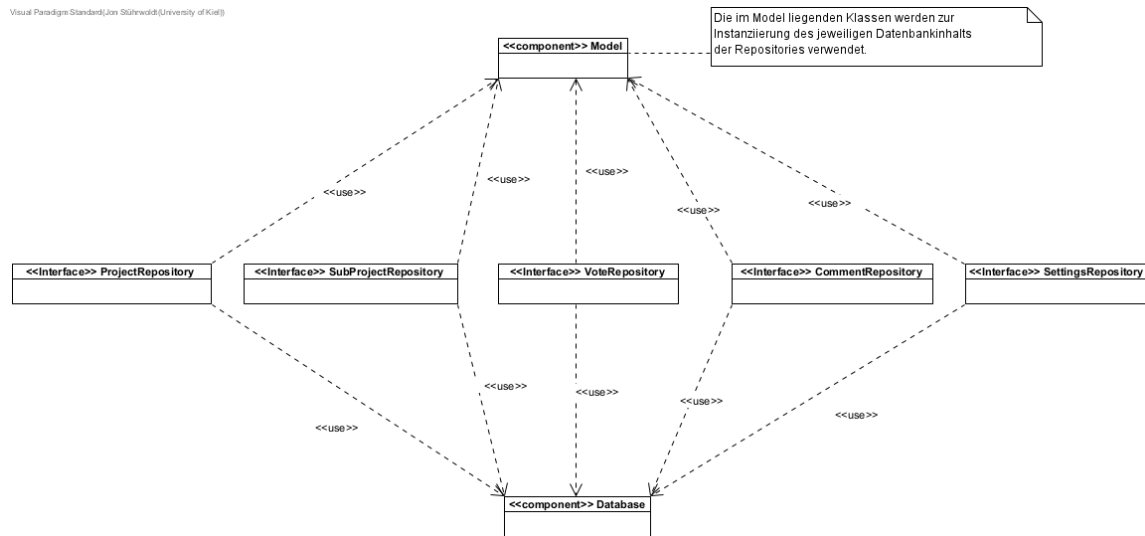 Visual Paradigm Standard(Jon Stührwoldt(University of Kiel))
Die im Model liegenden Klassen werden zur
Instanziierung des jeweiligen Datenbankinhalts
der Repositories verwendet.
<<component>> Model
<<use>>
<<use>>
<<use>>
<<use>>
<<use>>
<<Interface>> ProjectRepository
<<Interface>> SubProjectRepository
<<Interface>> VoteRepository
<<Interface>> CommentRepository
<<Interface>> SettingsRepository
<<use>>
<<use>>
<<use>>
<<use>>
<<use>>
<<component>> Database